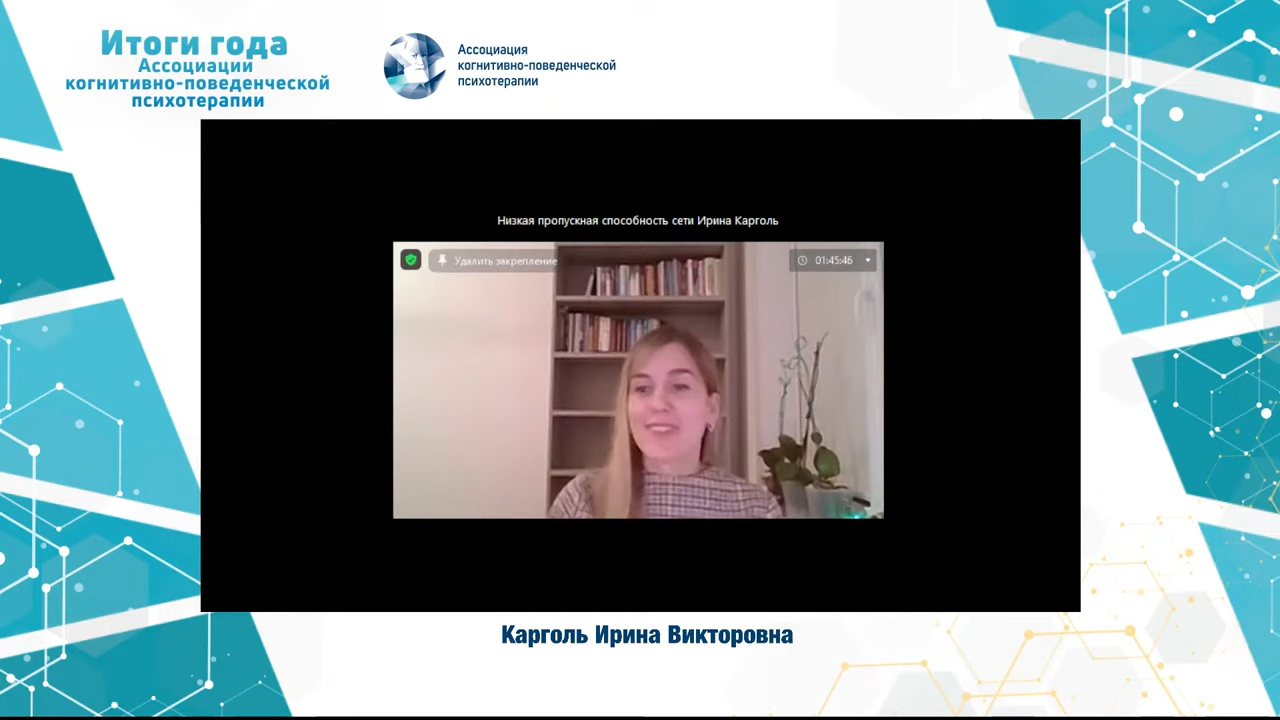 Итоги года
Ассоциации
когнитивно-поведенческой
психотерапии
Ассоциация
когнитивно-поведенческой
психотерапии
Низкая пропускная способность сети Ирина Карголь
Удалить закрепление
01:45:46
Карголь Ирина Викторовна